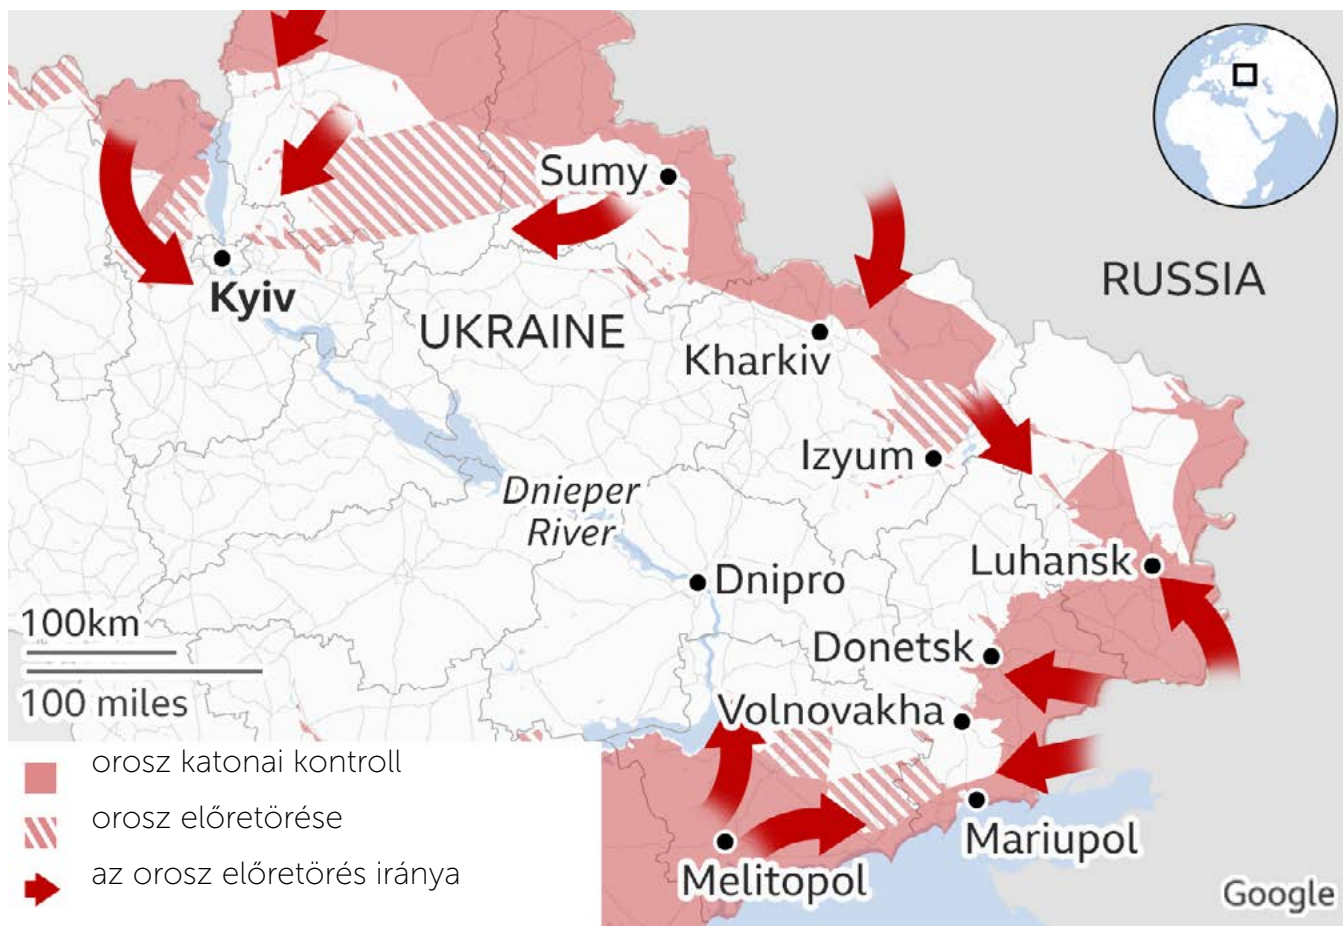 Sumy
RUSSIA
Kyiv
UKRAINE
Kharkiv
Izyum
Dnieper
River
Luhansk
Dnipro
100km
Donetsk
100 miles
Volnovakha
orosz katonai kontroll
orosz előretörése
Mariupol
az orosz előretörés iránya
Melitopol
Google